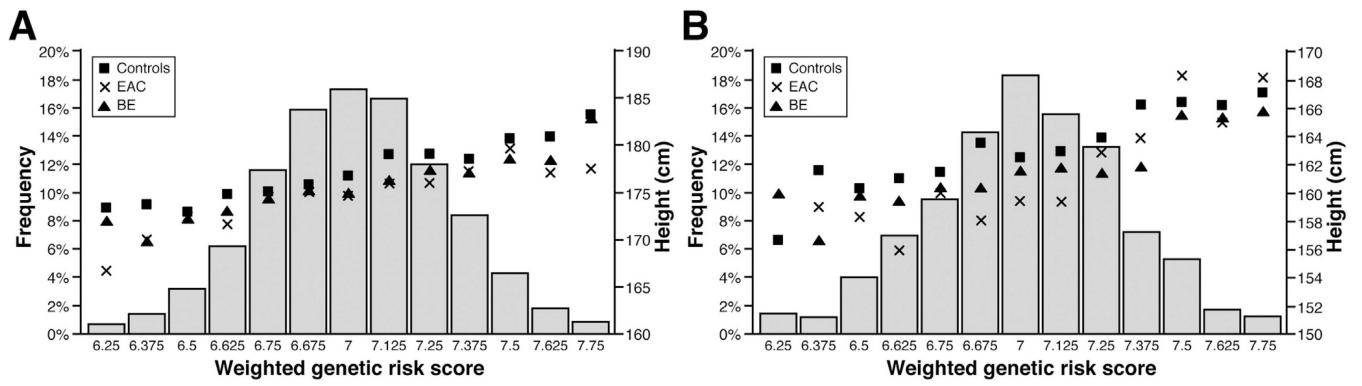 A
20%
18%
16%
14%
12%
10%
8%
6%
4%
2%
0%
Frequency
Controls
EAC
BE
190
185
180
175
170
165
160
Height (cm)
6.25 6.375 6.5 6.625 6.75 6.675 7 7.125 7.25 7.375 7.5 7.625 7.75
Weighted genetic risk score
B
20%
18%
16%
14%
12%
10%
8%
6%
4%
2%
0%
Frequency
Controls
EAC
BE
170
168
166
164
162
160
158
156
154
152
150
Height (cm)
6.25 6.375 6.5 6.625 6.75 6.675 7 7.125 7.25 7.375 7.5 7.625 7.75
Weighted genetic risk score